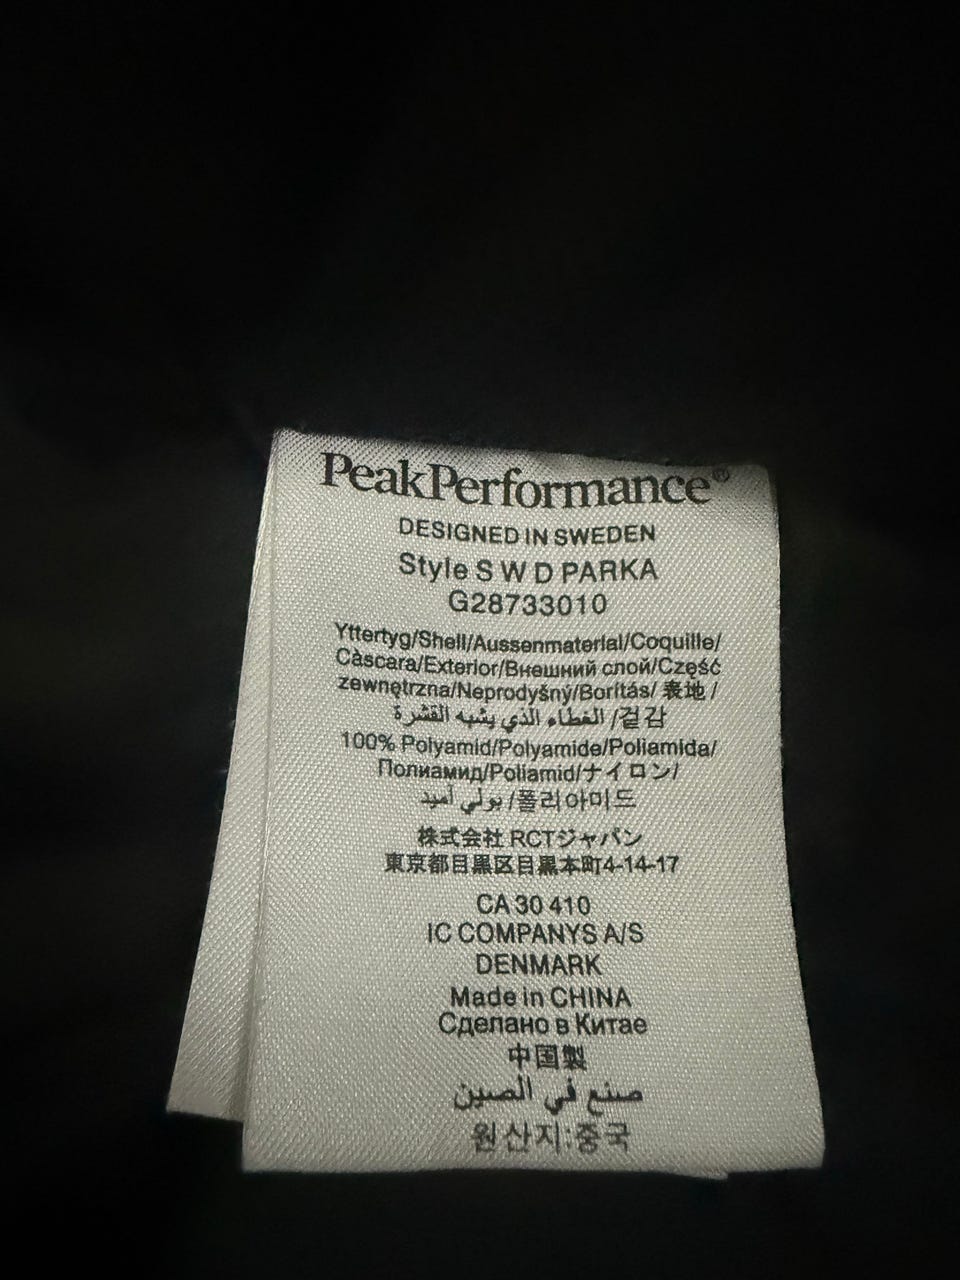 PeakPerformance®
DESIGNED IN SWEDEN
Style S W D PARKA
G28733010
Yttertyg/Shell/Aussenmaterial/Coquille/
Càscara/Exterior/Внешний слой/Część
zewnętrzna/Neprodyšný/Borítás/ 表地 /
الغطاء الذي يشبه القشرة /겉감
100% Polyamid/Polyamide/Poliamida/
Полиамид/Poliamid/ナイロン/
بولي أميد /폴리아미드
株式会社 RCTジャパン
東京都目黒区目黒本町4-14-17
CA 30 410
IC COMPANYS A/S
DENMARK
Made in CHINA
Сделано в Китае
中国製
صنع في الصين
원산지:중국